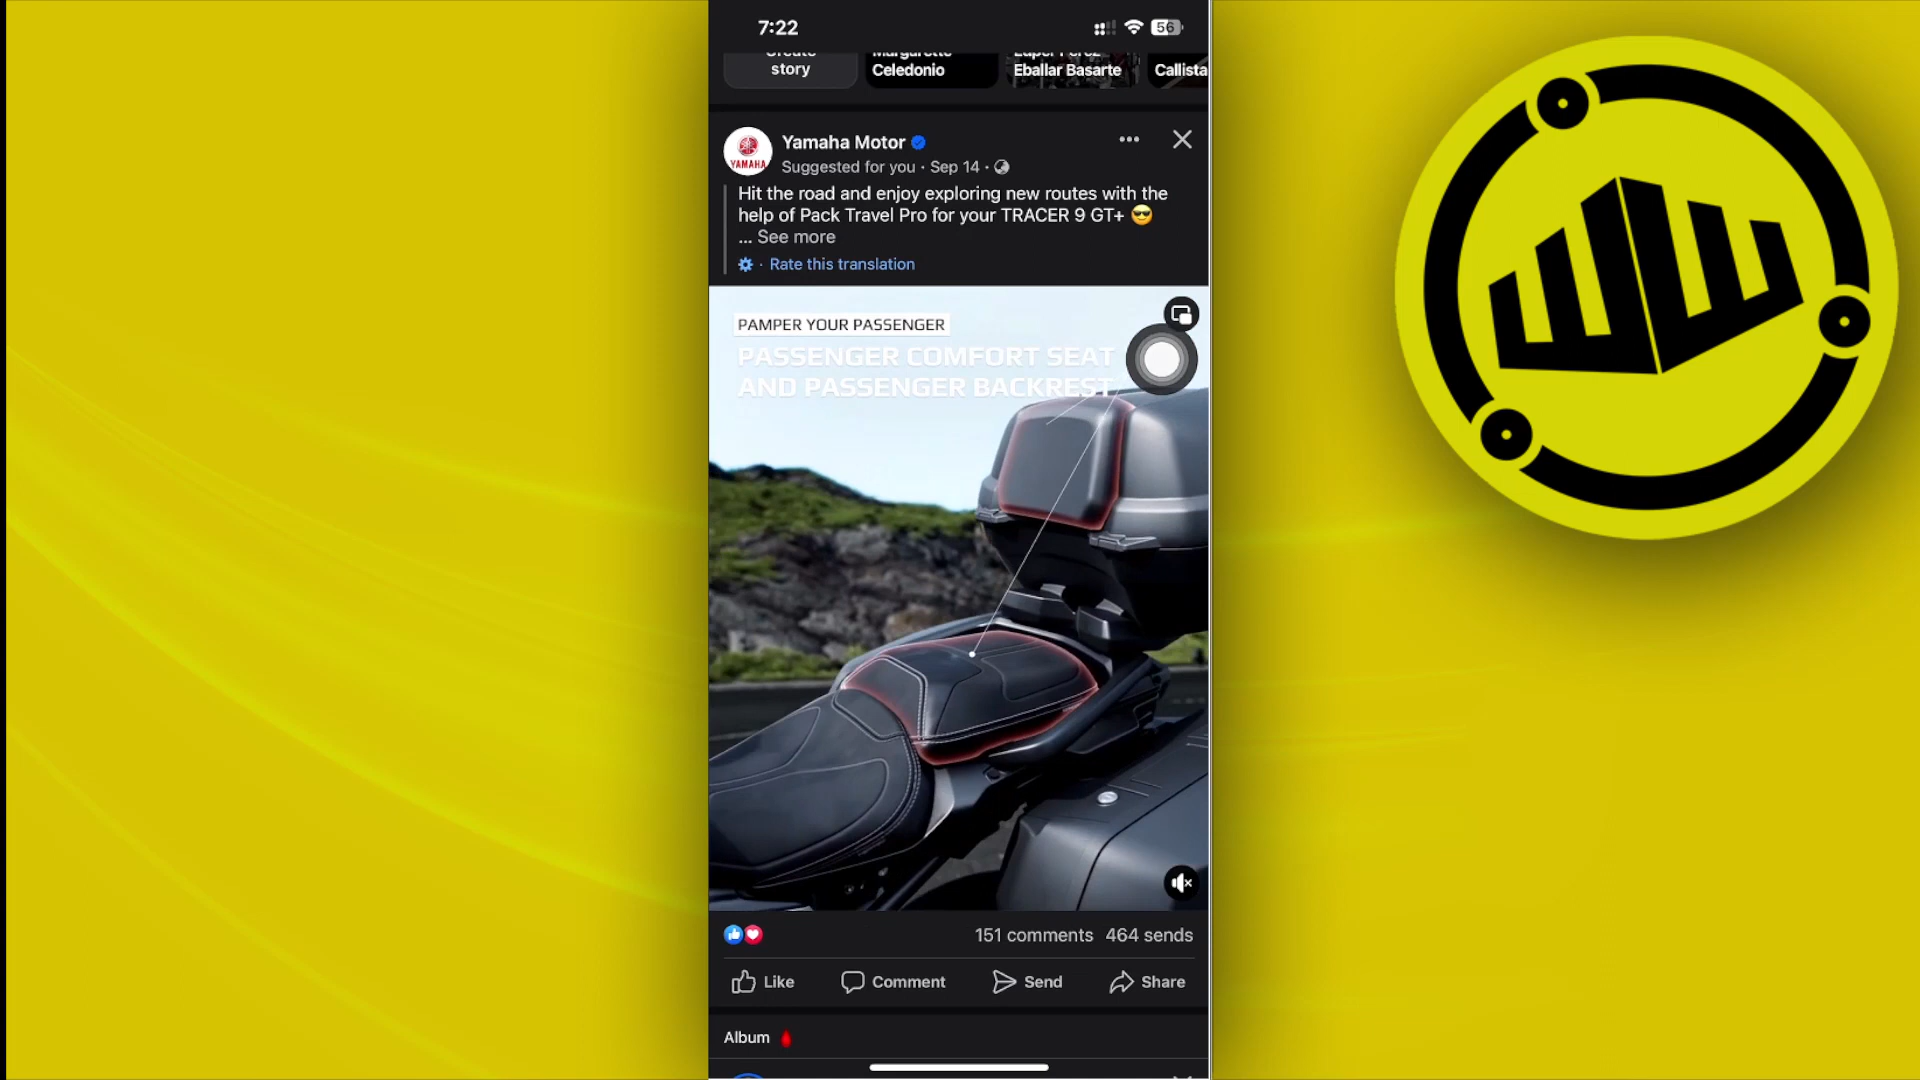 7:22
56
story
Celedonio
Eballar Basarte
Callista
Yamaha Motor
YAMAHA
Suggested for you · Sep 14 ·
Hit the road and enjoy exploring new routes with the
help of Pack Travel Pro for your TRACER 9 GT+ 😎
... See more
· Rate this translation
PAMPER YOUR PASSENGER
PASSENGER COMFORT SEAT
AND PASSENGER BACKREST
151 comments 464 sends
Like
Comment
Send
Share
Album 🩸